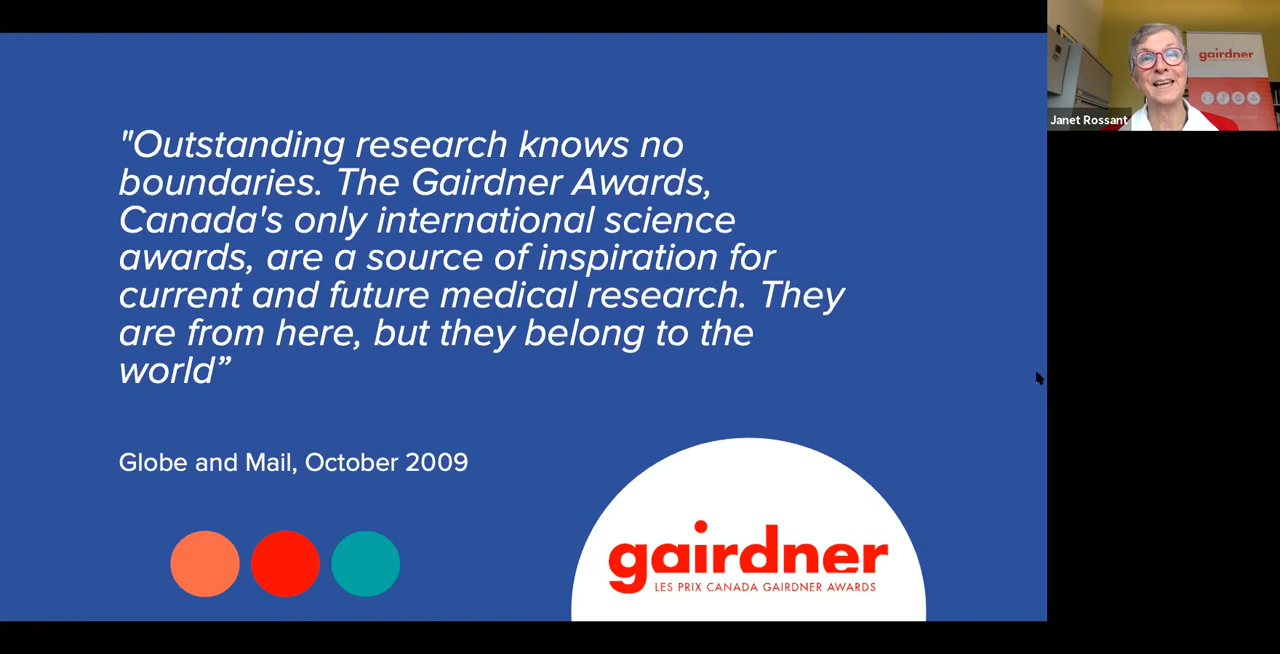 "Outstanding research knows no
boundaries. The Gairdner Awards,
Canada's only international science
awards, are a source of inspiration for
current and future medical research. They
are from here, but they belong to the
world”
Globe and Mail, October 2009
gairdner
LES PRIX CANADA GAIRDNER AWARDS
gairdner
Janet Rossant